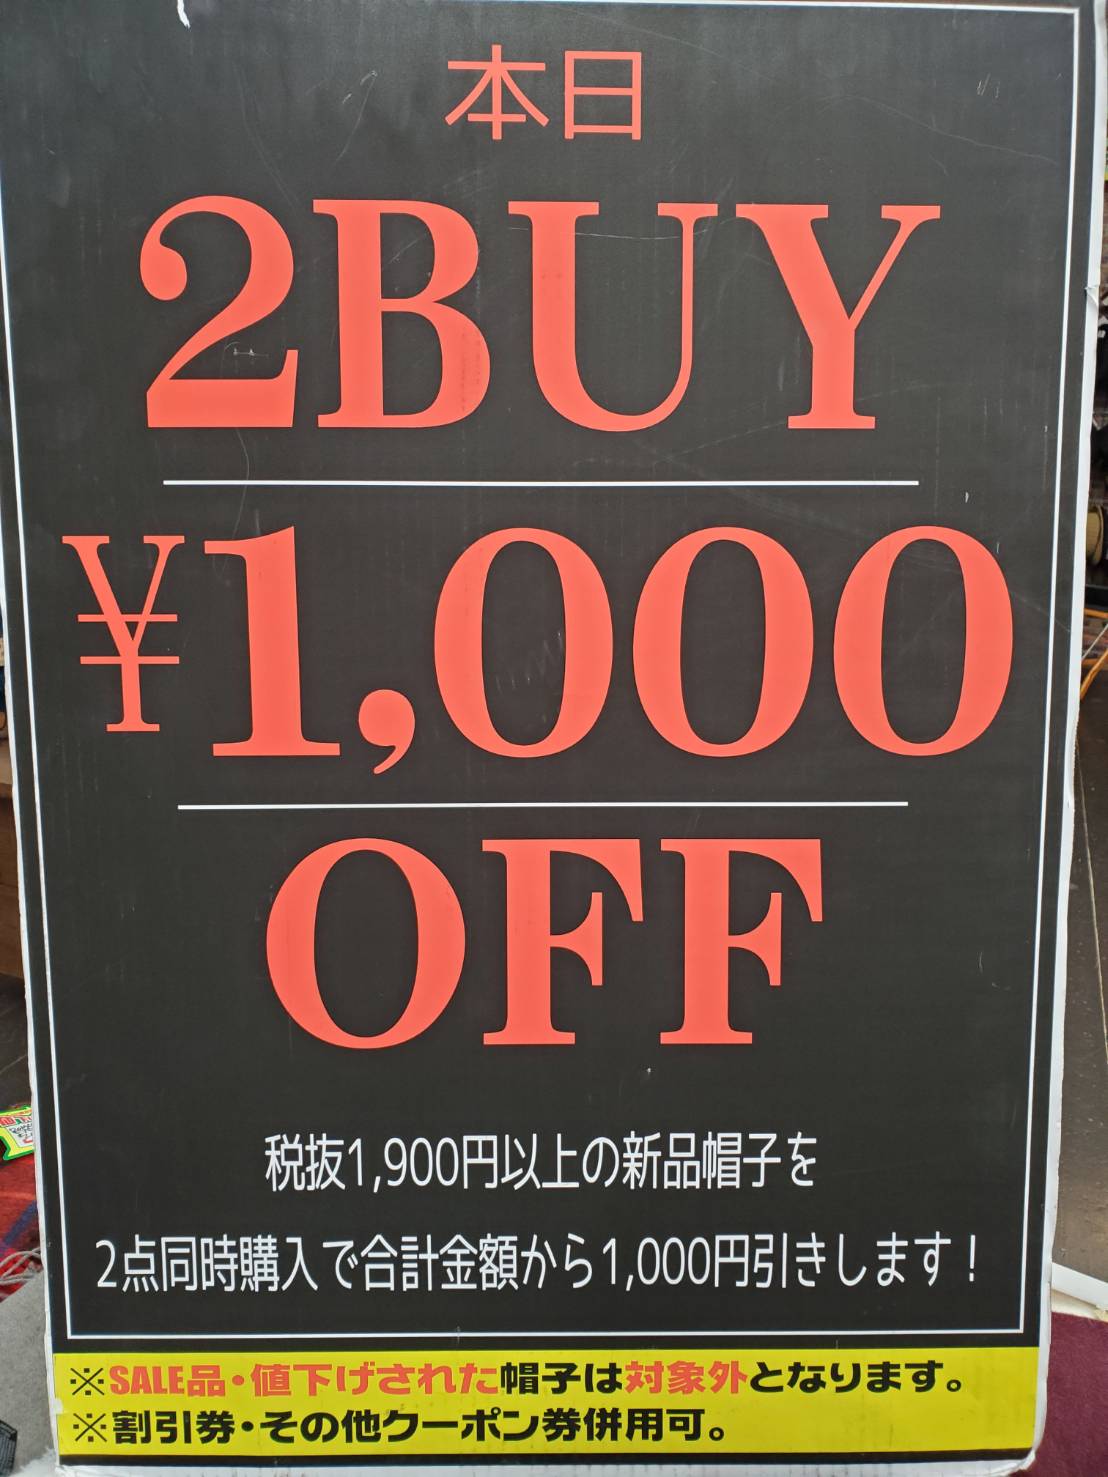 本日
2BUY
¥1,000
OFF
税抜1,900円以上の新品帽子を
2点同時購入で合計金額から1,000円引きします!
※SALE品・値下げされた帽子は対象外となります。
※割引券・その他クーポン券併用可。